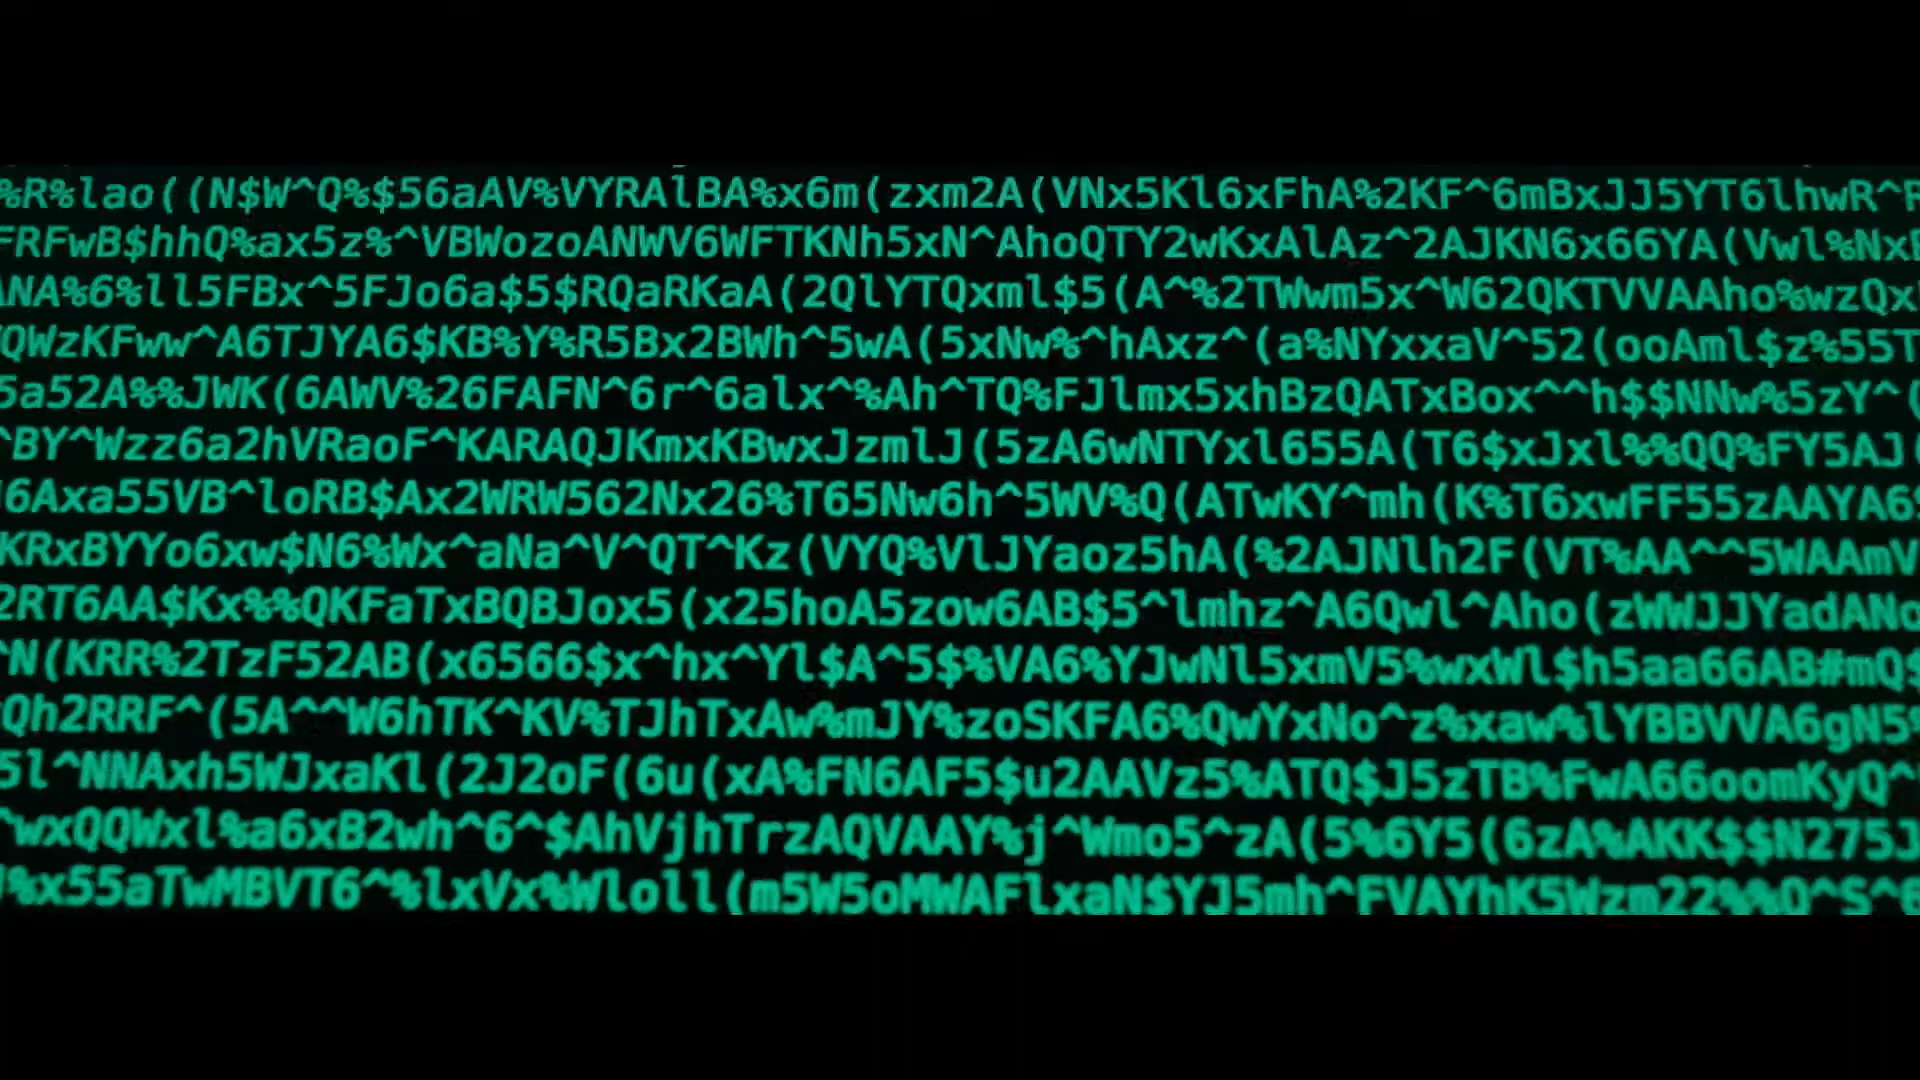 %R%lao((N$W^Q%$56aAV%VYRAlBA%x6m(zxm2A(VNx5Kl6xFhA%2KF^6mBxJJ5YT6lhwR^R
FRFwB$hhQ%ax5z%^VBWozoANWV6WFTKNh5xN^AhoQTY2wKxAlAz^2AJKN6x66YA(Vwl%Nx
NA%6%ll5FBx^5FJo6a$5$RQaRKaA(2QlYTQxml$5(A^%2TWwm5x^W62QKTVVAAho%wzQx
QWzKFww^A6TJYA6$KB%Y%R5Bx2BWh^5wA(5xNw%^hAxz^(a%NYxxaV^52(ooAml$z%55T
5a52A%%JWK(6AWV%26FAFN^6r^6alx^%Ah^TQ%FJlmx5xhBzQATxBox^^h$$NNw%5zY^(
^BY^Wzz6a2hVRaoF^KARAQJKmxKBwxJzmlJ(5zA6wNTYxl655A(T6$xJxl%%QQ%FY5AJ(
6Axa55VB^loRB$Ax2WRW562Nx26%T65Nw6h^5WV%Q(ATwKY^mh(K%T6xwFF55zAAYA6$
KRxBYYo6xw$N6%Wx^aNa^V^QT^Kz(VYQ%VlJYaoz5hA(%2AJNlh2F(VT%AA^^5WAAmV
2RT6AA$Kx%%QKFaTxBQBJox5(x25hoA5zow6AB$5^lmhz^A6Qwl^Aho(zWWJJYadANo
^N(KRR%2TzF52AB(x6566$x^hx^Yl$A^5$%VA6%YJwNl5xmV5%wxWl$h5aa66AB#mQ$
Qh2RRF^(5A^^W6hTK^KV%TJhTxAw%mJY%zoSKFA6%QwYxNo^z%xaw%lYBBVVA6gN5%
5l^NNAxh5WJxaKl(2J2oF(6u(xA%FN6AF5$u2AAVz5%ATQ$J5zTB%FwA66oomKyQ^
^wxQQWxl%a6xB2wh^6^$AhVjhTrzAQVAAY%j^Wmo5^zA(5%6Y5(6zA%AKK$$N275J
%x55aTwMBVT6^%lxVx%Wloll(m5W5oMWAFlxaN$YJ5mh^FVAYhK5Wzm22%%Q^S^6